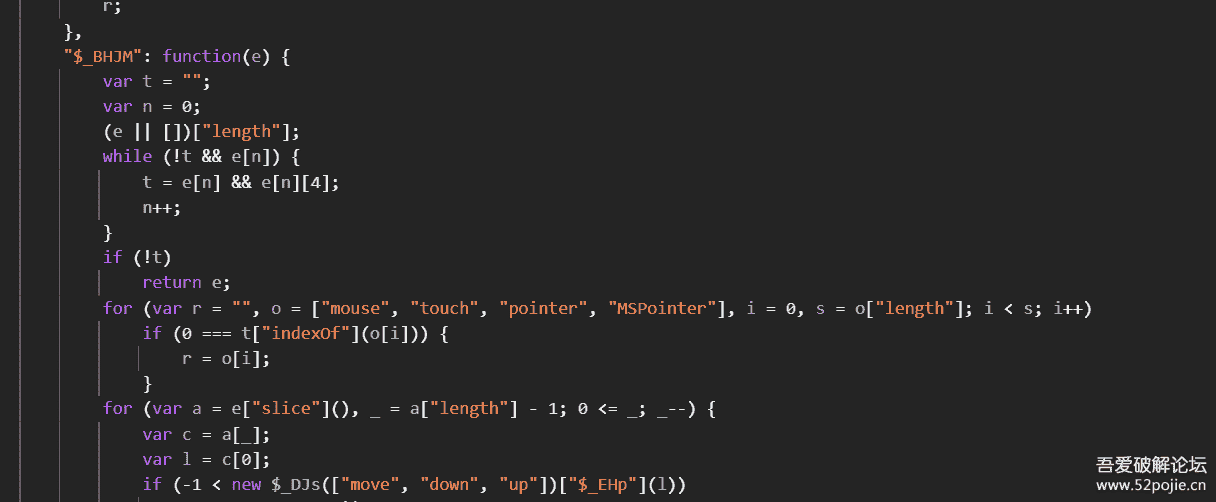 r;
},
"$_BHJM": function(e) {
var t = "";
var n = 0;
(e || [])["length"];
while (!t && e[n]) {
t = e[n] && e[n][4];
n++;
}
if (!t)
return e;
for (var r = "", o = ["mouse", "touch", "pointer", "MSPointer"], i = 0, s = o["length"]; i < s; i++)
if (0 === t["indexOf"](o[i])) {
r = o[i];
}
for (var a = e["slice"](), _ = a["length"] - 1; 0 <= _; _--) {
var c = a[_];
var l = c[0];
if (-1 < new $_DJs(["move", "down", "up"])["$_EHp"](l))
吾爱破解论坛
www.52pojie.cn